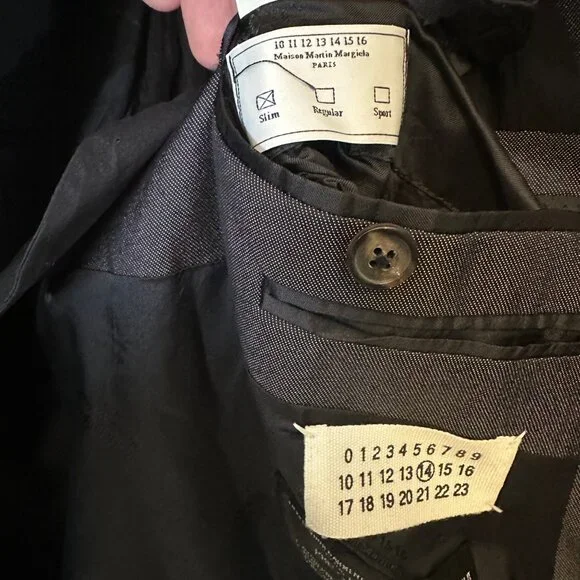 10 11 12 13 14 15 16
Maison Martin Margiela
PARIS
Slim Regular Sport
0 1 2 3 4 5 6 7 8 9
10 11 12 13 14 15 16
17 18 19 20 21 22 23